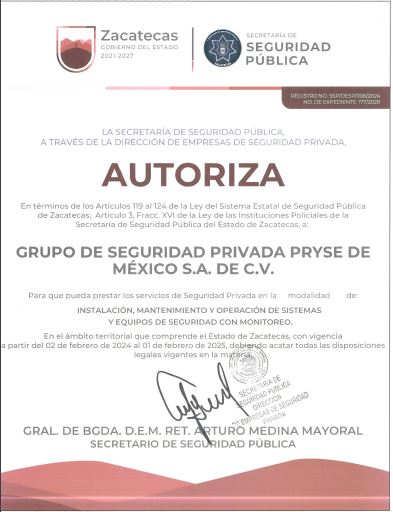 Zacatecas
GOBIERNO DEL ESTADO
2021-2027
SECRETARÍA DE
SEGURIDAD
PÚBLICA
REGISTRO NO. SSP/DESP/006/2024
NO. DE EXPEDIENTE: 177/2020
LA SECRETARÍA DE SEGURIDAD PÚBLICA,
A TRAVÉS DE LA DIRECCIÓN DE EMPRESAS DE SEGURIDAD PRIVADA,
AUTORIZA
En términos de los Artículos 119 al 124 de la Ley del Sistema Estatal de Seguridad Pública
de Zacatecas; Artículo 3, Fracc. XVI de la Ley de las Instituciones Policiales de la
Secretaría de Seguridad Pública del Estado de Zacatecas, a:
GRUPO DE SEGURIDAD PRIVADA PRYSE DE
MÉXICO S.A. DE C.V.
Para que pueda prestar los servicios de Seguridad Privada en la modalidad de:
INSTALACIÓN, MANTENIMIENTO Y OPERACIÓN DE SISTEMAS
Y EQUIPOS DE SEGURIDAD CON MONITOREO.
En el ámbito territorial que comprende el Estado de Zacatecas, con vigencia
a partir del 02 de febrero de 2024 al 01 de febrero de 2025, debiendo acatar todas las disposiciones
legales vigentes en la materia.
SECRETARÍA DE
SEGURIDAD PÚBLICA
DIRECCIÓN
DE EMPRESAS DE SEGURIDAD
PRIVADA
GRAL. DE BGDA. D.E.M. RET. ARTURO MEDINA MAYORAL
SECRETARIO DE SEGURIDAD PÚBLICA